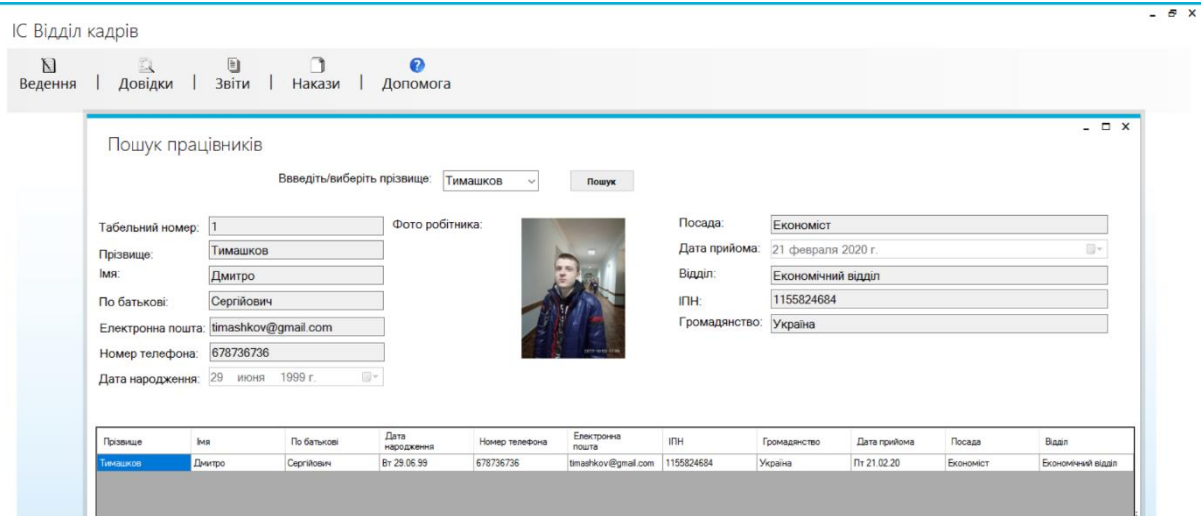 ІС Відділ кадрів
Ведення | Довідки | Звіти | Накази | Допомога
Пошук працівників
Ввведіть/виберіть прізвище: Тимашков Пошук
Табельний номер: 1
Прізвище: Тимашков
Імя: Дмитро
По батькові: Сергійович
Електронна пошта: timashkov@gmail.com
Номер телефона: 678736736
Дата народження: 29 июня 1999 г.
Фото робітника:
Посада: Економіст
Дата прийома: 21 февраля 2020 г.
Відділ: Економічний відділ
ІПН: 1155824684
Громадянство: Україна
Прізвище Імя По батькові Дата народження Номер телефона Електронна пошта ІПН Громадянство Дата прийома Посада Відділ
Тимашков Дмитро Сергійович Вт 29.06.99 678736736 timashkov@gmail.com 1155824684 Україна Пт 21.02.20 Економіст Економічний відділ